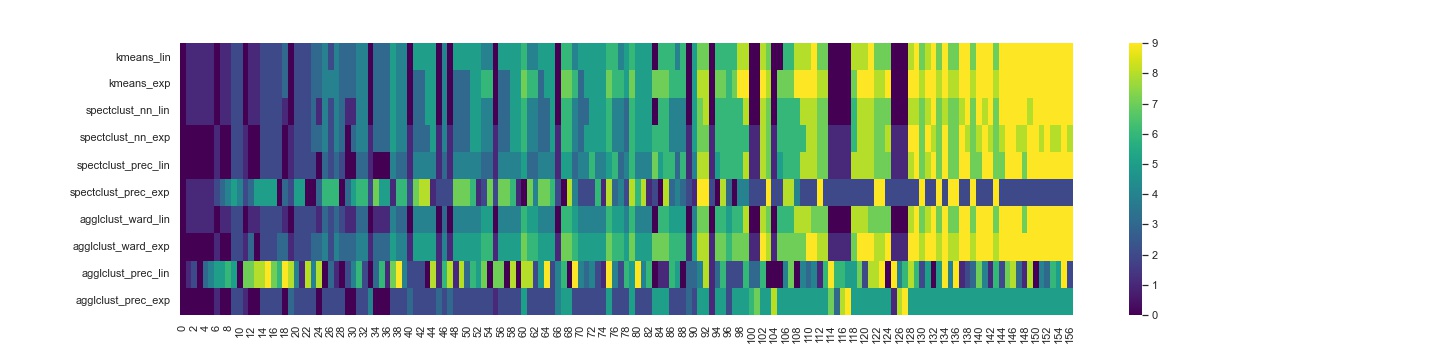 kmeans_lin
kmeans_exp
spectclust_nn_lin
spectclust_nn_exp
spectclust_prec_lin
spectclust_prec_exp
agglclust_ward_lin
agglclust_ward_exp
agglclust_prec_lin
agglclust_prec_exp
0 2 4 6 8 10 12 14 16 18 20 22 24 26 28 30 32 34 36 38 40 42 44 46 48 50 52 54 56 58 60 62 64 66 68 70 72 74 76 78 80 82 84 86 88 90 92 94 96 98 100 102 104 106 108 110 112 114 116 118 120 122 124 126 128 130 132 134 136 138 140 142 144 146 148 150 152 154 156
9
8
7
6
5
4
3
2
1
0